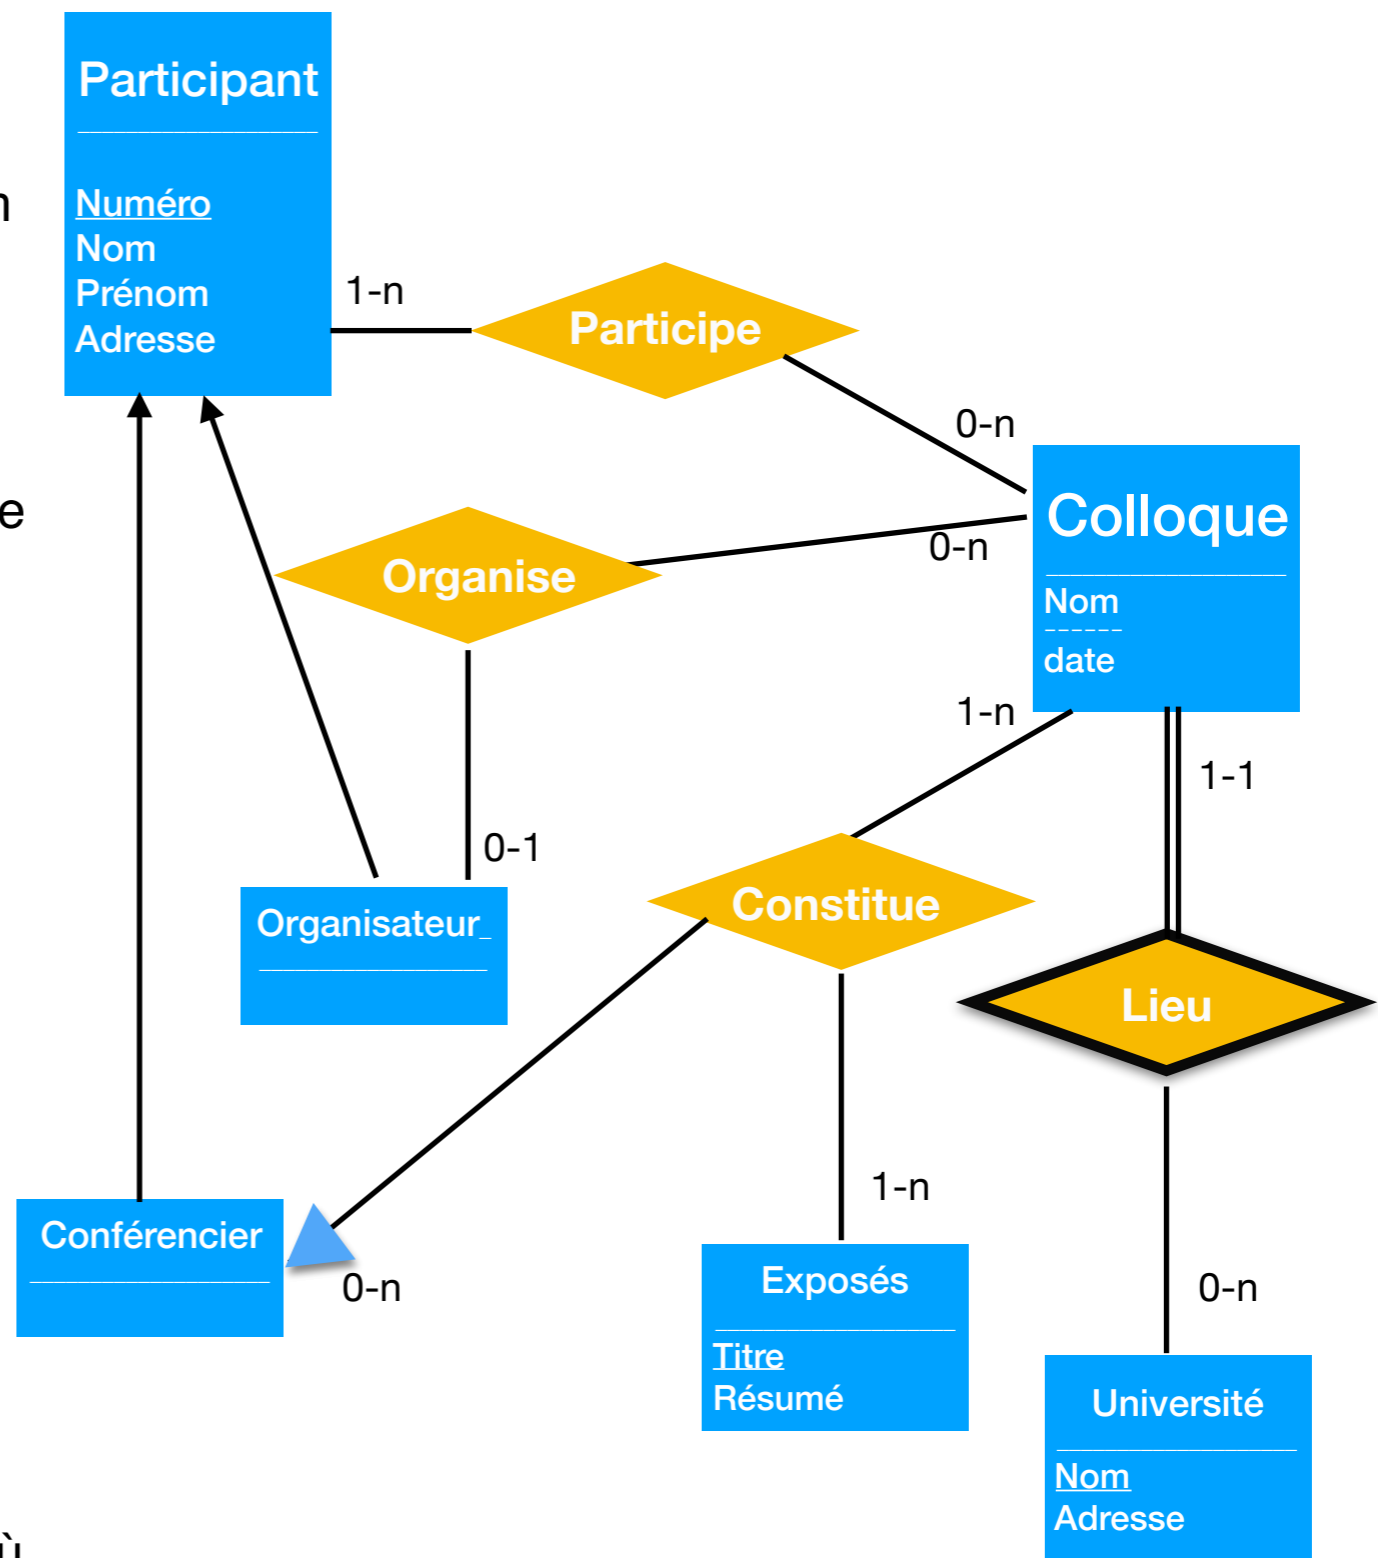 Participant
Numéro
Nom
Prénom
Adresse
n
1-n
Participe
0-n
e
Organise
0-n
Colloque
Nom
date
1-n
1-1
0-1
Organisateur_
Constitue
Lieu
1-n
Conférencier
0-n
Exposés
Titre
Résumé
0-n
Université
Nom
Adresse
ù